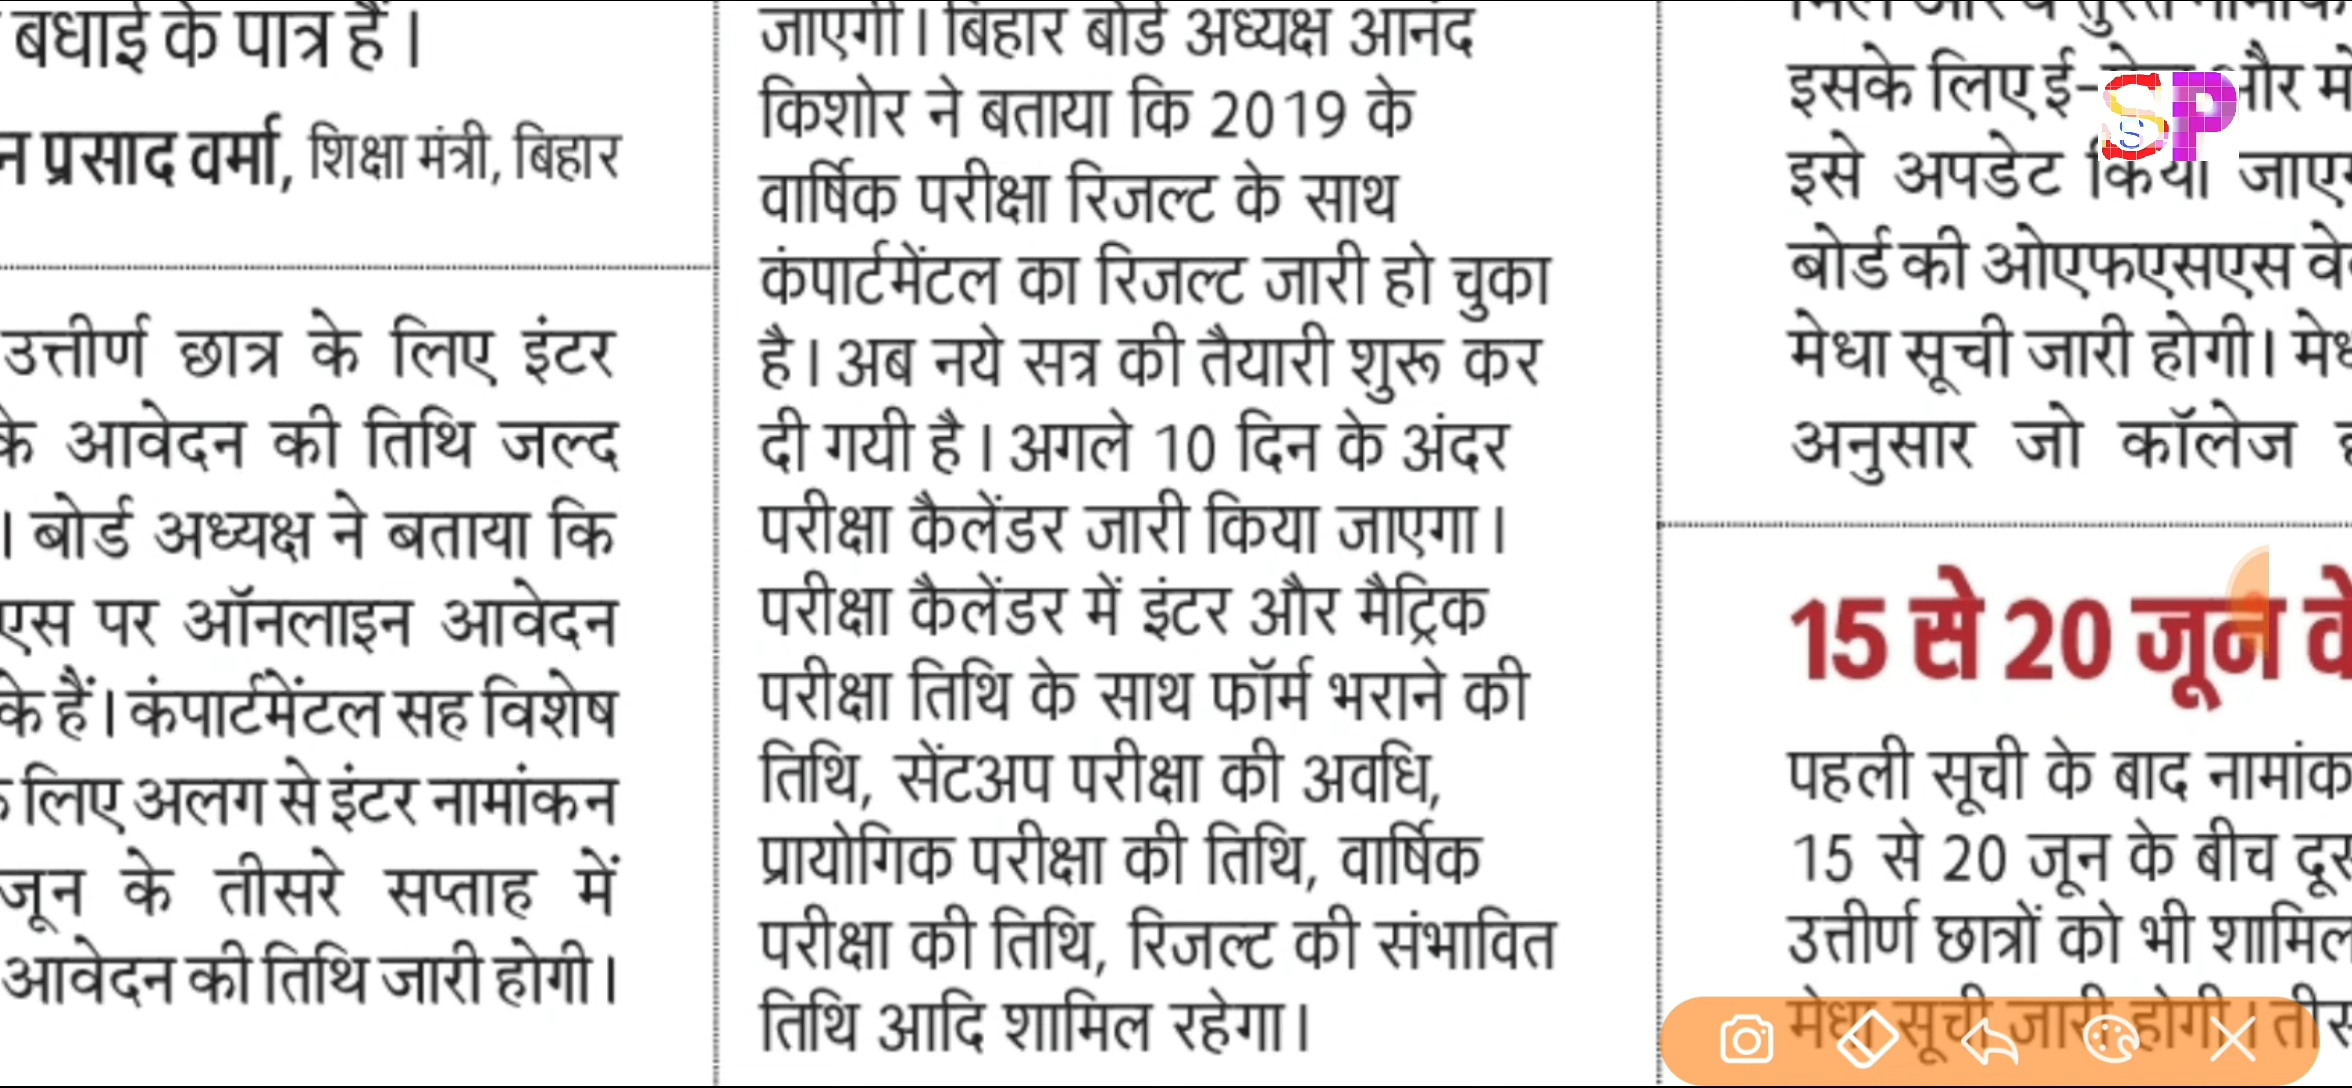 बधाई के पात्र हैं।
प्रसाद वर्मा, शिक्षा मंत्री, बिहार
उत्तीर्ण छात्र के लिए इंटर
के आवेदन की तिथि जल्द
। बोर्ड अध्यक्ष ने बताया कि
पर ऑनलाइन आवेदन
के हैं। कंपार्टमेंटल सह विशेष
लिए अलग से इंटर नामांकन
जून के तीसरे सप्ताह में
आवेदन की तिथि जारी होगी।
जाएगी। बिहार बोर्ड अध्यक्ष आनंद
किशोर ने बताया कि 2019 के
वार्षिक परीक्षा रिजल्ट के साथ
कंपार्टमेंटल का रिजल्ट जारी हो चुका
है। अब नये सत्र की तैयारी शुरू कर
दी गयी है। अगले 10 दिन के अंदर
परीक्षा कैलेंडर जारी किया जाएगा।
परीक्षा कैलेंडर में इंटर और मैट्रिक
परीक्षा तिथि के साथ फॉर्म भराने की
तिथि, सेंटअप परीक्षा की अवधि,
प्रायोगिक परीक्षा की तिथि, वार्षिक
परीक्षा की तिथि, रिजल्ट की संभावित
तिथि आदि शामिल रहेगा।
इसके लिए ई- और
SP
S
इसे अपडेट किया
बोर्ड की ओएफएसएस
मेधा सूची जारी होगी।
अनुसार जो कॉलेज
15 से 20 जून
पहली सूची के बाद
15 से 20 जून के बीच
उत्तीर्ण छात्रों को भी
मेधा सूची जारी होगी।